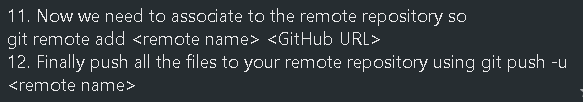 11. Now we need to associate to the remote repository so
git remote add <remote name> <GitHub URL>
12. Finally push all the files to your remote repository using git push -u
<remote name>